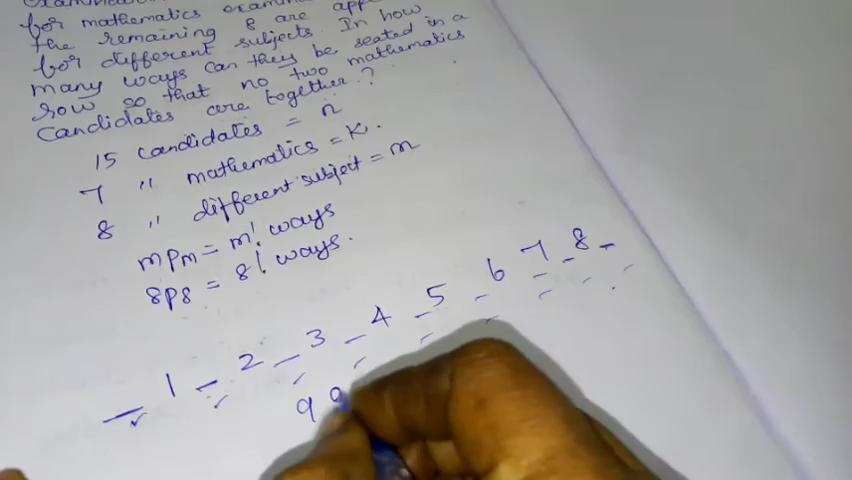 for mathematics
the remaining 8 are
for different subjects. In how
many ways can they be seated in a
row so that no two mathematics
Candidates are together?
15 candidates = n
7 " mathematics = K.
8 " different subject = m
mPm = m! ways
8P8 = 8! ways.
_ 1 _ 2 _ 3 _ 4 _ 5 _ 6 _ 7 _ 8 _
9